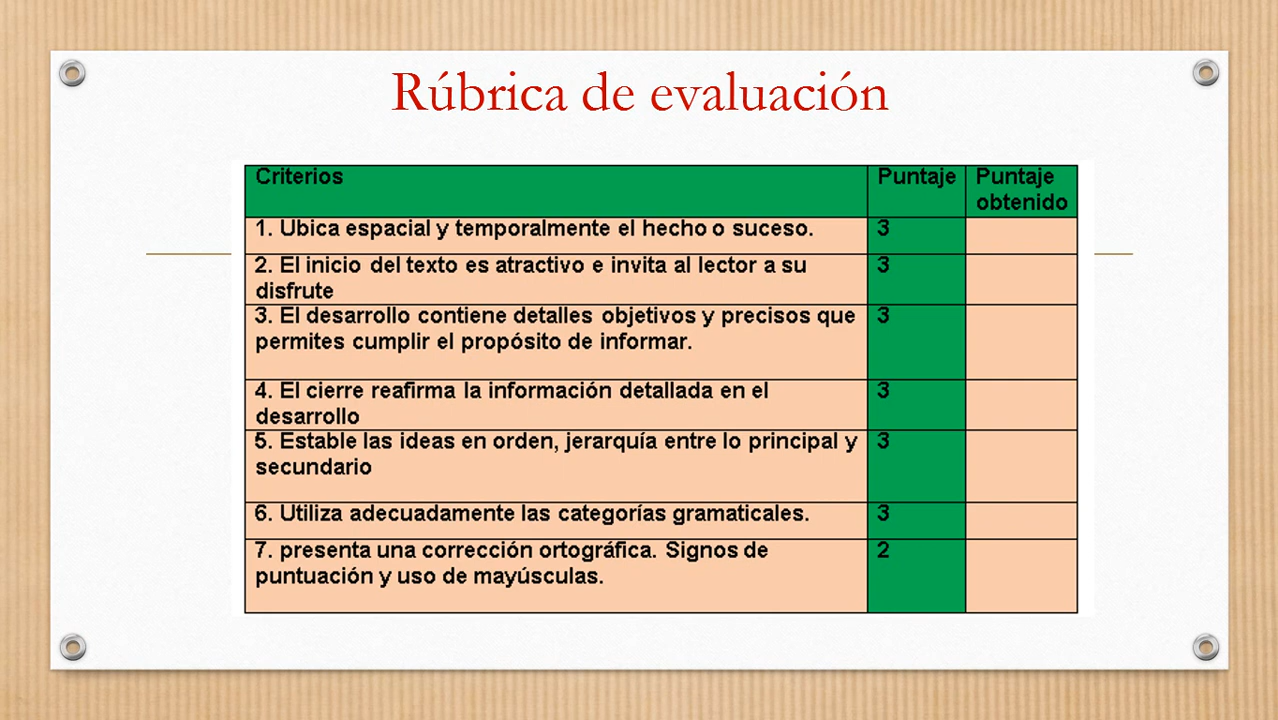 Rúbrica de evaluación
Criterios Puntaje Puntaje
obtenido
1. Ubica espacial y temporalmente el hecho o suceso. 3
2. El inicio del texto es atractivo e invita al lector a su 3
disfrute
3. El desarrollo contiene detalles objetivos y precisos que 3
permites cumplir el propósito de informar.
4. El cierre reafirma la información detallada en el 3
desarrollo
5. Estable las ideas en orden, jerarquía entre lo principal y 3
secundario
6. Utiliza adecuadamente las categorías gramaticales. 3
7. presenta una corrección ortográfica. Signos de 2
puntuación y uso de mayúsculas.